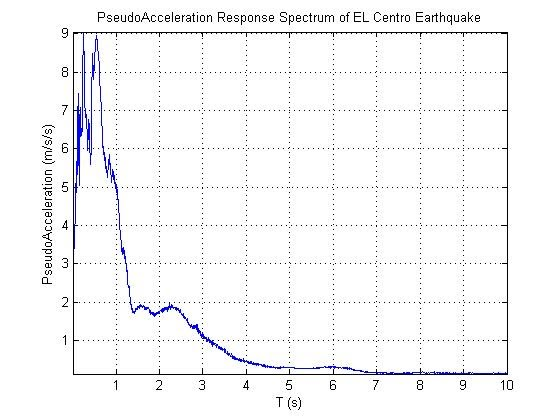 PseudoAcceleration Response Spectrum of EL Centro Earthquake
9
8
7
6
5
4
3
2
1
PseudoAcceleration (m/s/s)
1 2 3 4 5 6 7 8 9 10
T (s)